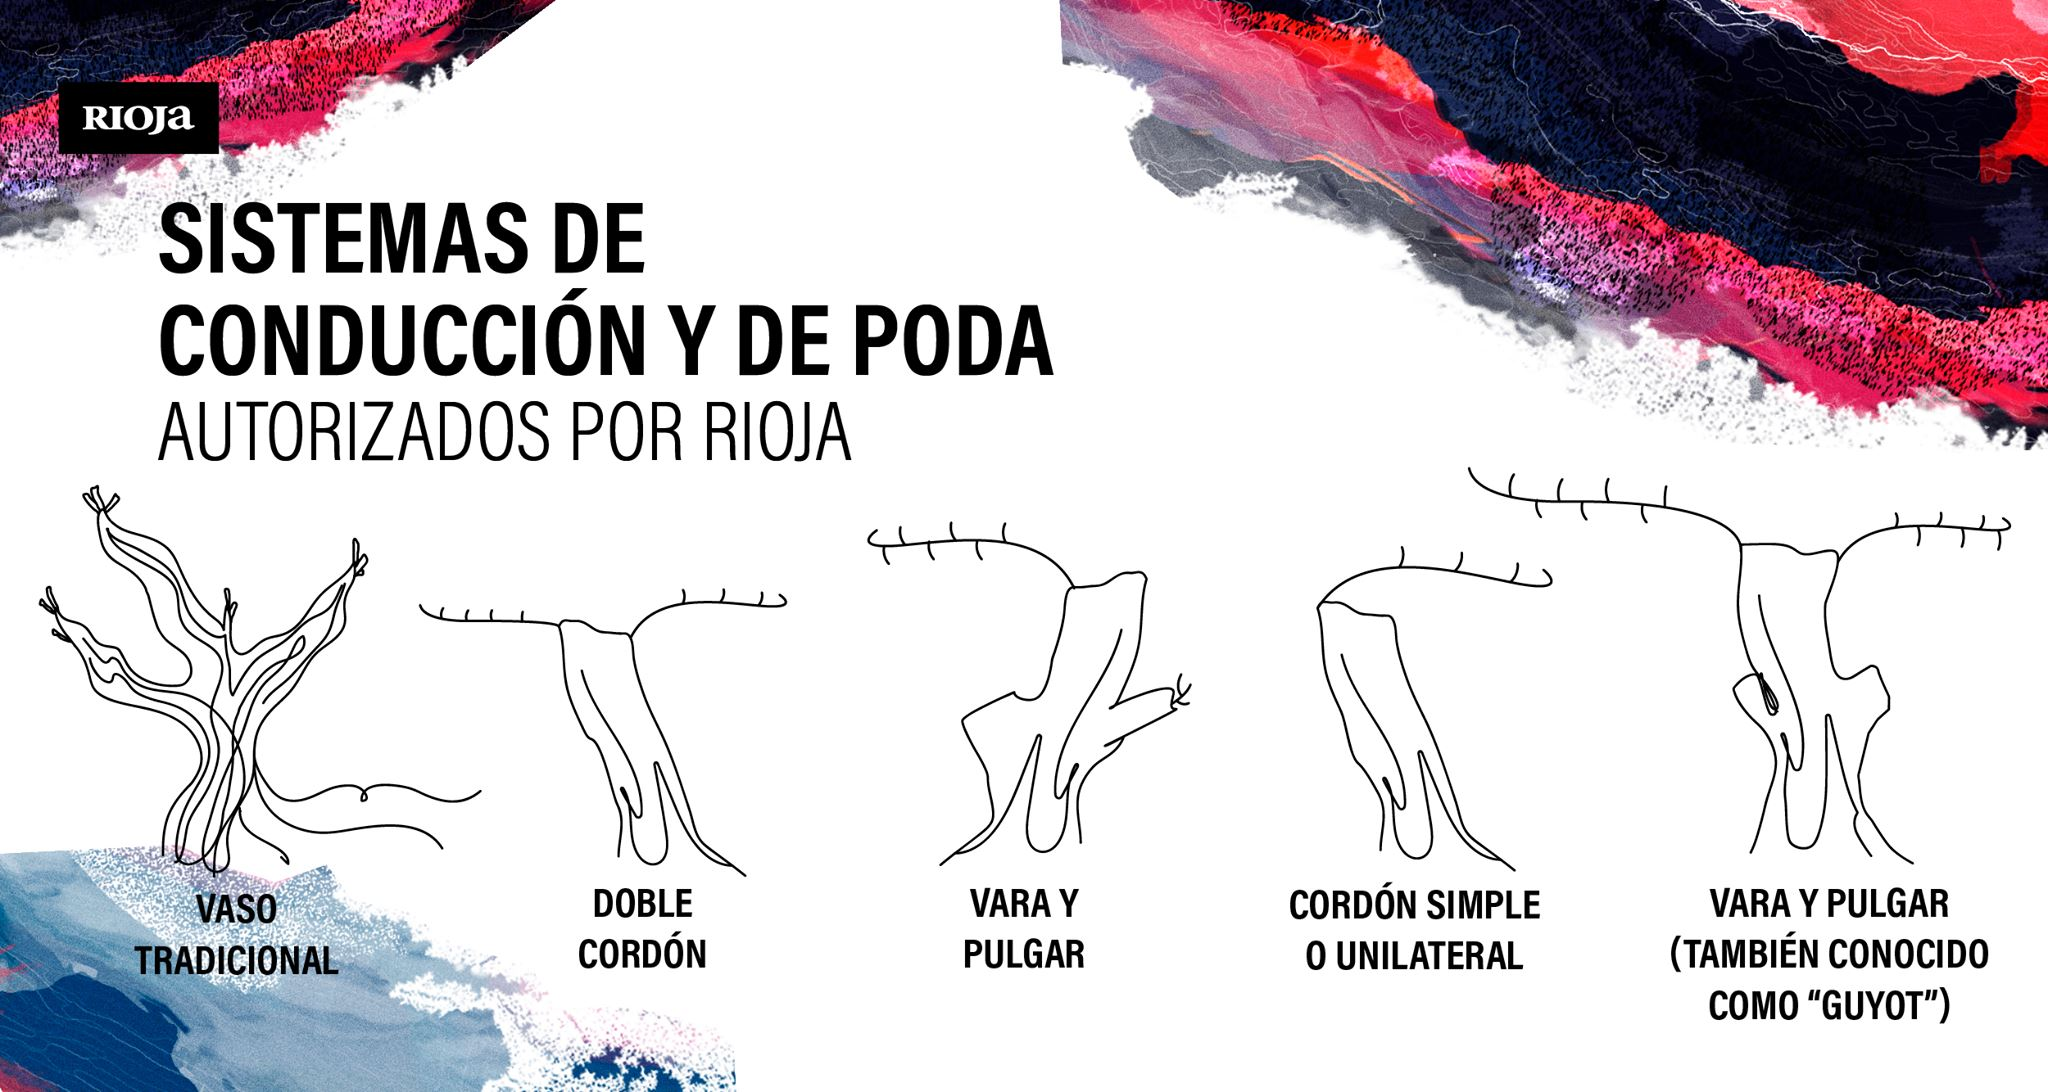 RIOJA
SISTEMAS DE
CONDUCCIÓN Y DE PODA
AUTORIZADOS POR RIOJA
VASO
TRADICIONAL
DOBLE
CORDÓN
VARA Y
PULGAR
CORDÓN SIMPLE
O UNILATERAL
VARA Y PULGAR
(TAMBIÉN CONOCIDO
COMO “GUYOT”)